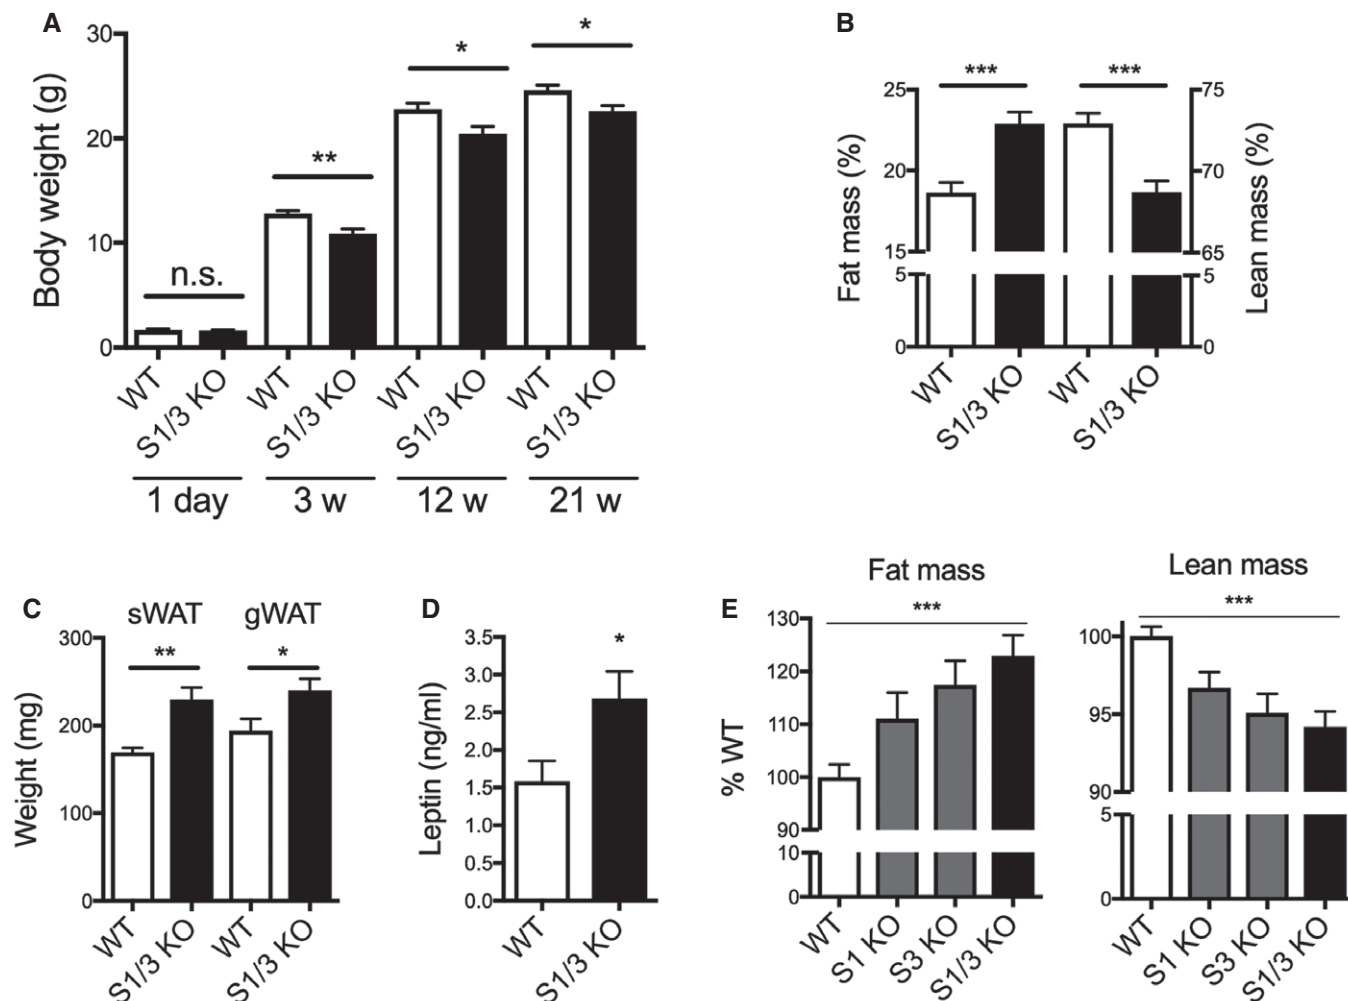 A
Body weight (g)
30
20
10
0
n.s.
**
*
*
WT
S1/3 KO
WT
S1/3 KO
WT
S1/3 KO
WT
S1/3 KO
1 day
3 w
12 w
21 w
B
Fat mass (%)
25
20
15
5
0
***
***
75
70
65
5
0
Lean mass (%)
WT
S1/3 KO
WT
S1/3 KO
C
sWAT
gWAT
Weight (mg)
300
200
100
0
**
*
WT
S1/3 KO
WT
S1/3 KO
D
Leptin (ng/ml)
3.5
3.0
2.5
2.0
1.5
1.0
0.5
0.0
*
WT
S1/3 KO
E
Fat mass
% WT
130
120
110
100
90
10
0
***
WT
S1 KO
S3 KO
S1/3 KO
Lean mass
100
95
90
5
0
***
WT
S1 KO
S3 KO
S1/3 KO